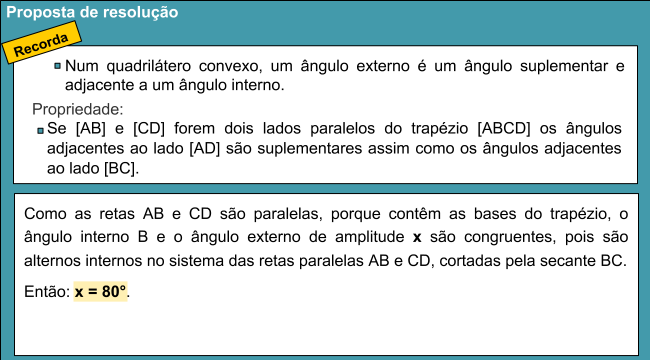 Proposta de resolução
Recorda
Num quadrilátero convexo, um ângulo externo é um ângulo suplementar e
adjacente a um ângulo interno.
Propriedade:
Se [AB] e [CD] forem dois lados paralelos do trapézio [ABCD] os ângulos
adjacentes ao lado [AD] são suplementares assim como os ângulos adjacentes
ao lado [BC].
Como as retas AB e CD são paralelas, porque contêm as bases do trapézio, o
ângulo interno B e o ângulo externo de amplitude x são congruentes, pois são
alternos internos no sistema das retas paralelas AB e CD, cortadas pela secante BC.
Então: x = 80°.